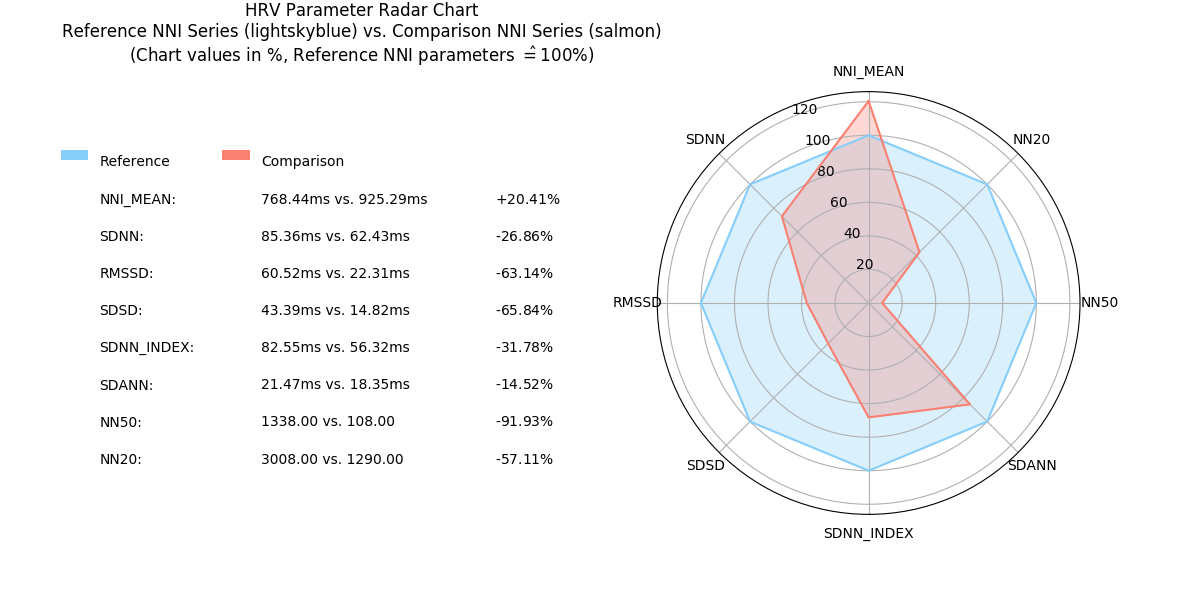 HRV Parameter Radar Chart
Reference NNI Series (lightskyblue) vs. Comparison NNI Series (salmon)
(Chart values in %, Reference NNI parameters ≙100%)
Reference Comparison
NNI_MEAN: 768.44ms vs. 925.29ms +20.41%
SDNN: 85.36ms vs. 62.43ms -26.86%
RMSSD: 60.52ms vs. 22.31ms -63.14%
SDSD: 43.39ms vs. 14.82ms -65.84%
SDNN_INDEX: 82.55ms vs. 56.32ms -31.78%
SDANN: 21.47ms vs. 18.35ms -14.52%
NN50: 1338.00 vs. 108.00 -91.93%
NN20: 3008.00 vs. 1290.00 -57.11%
NNI_MEAN
120
SDNN
NN20
100
80
60
40
20
RMSSD
NN50
SDSD
SDANN
SDNN_INDEX